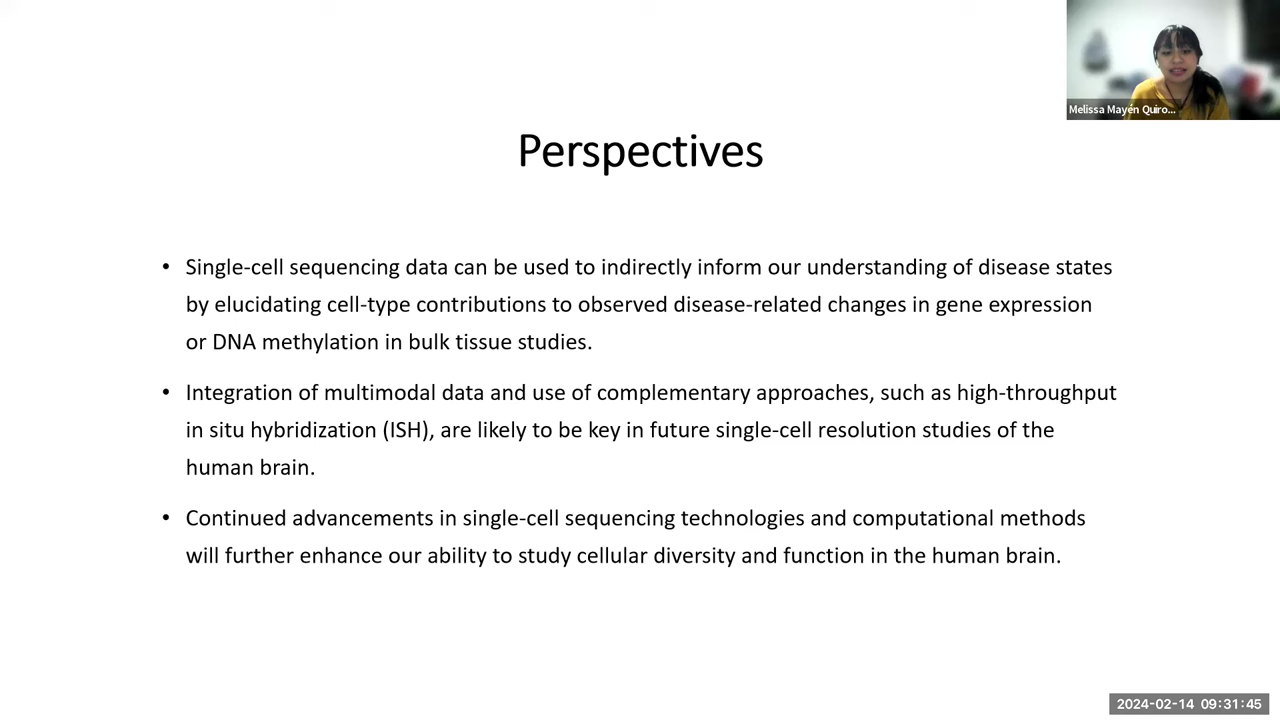 Melissa Mayén Quiro...
Perspectives
• Single-cell sequencing data can be used to indirectly inform our understanding of disease states
by elucidating cell-type contributions to observed disease-related changes in gene expression
or DNA methylation in bulk tissue studies.
• Integration of multimodal data and use of complementary approaches, such as high-throughput
in situ hybridization (ISH), are likely to be key in future single-cell resolution studies of the
human brain.
• Continued advancements in single-cell sequencing technologies and computational methods
will further enhance our ability to study cellular diversity and function in the human brain.
2024-02-14 09:31:45